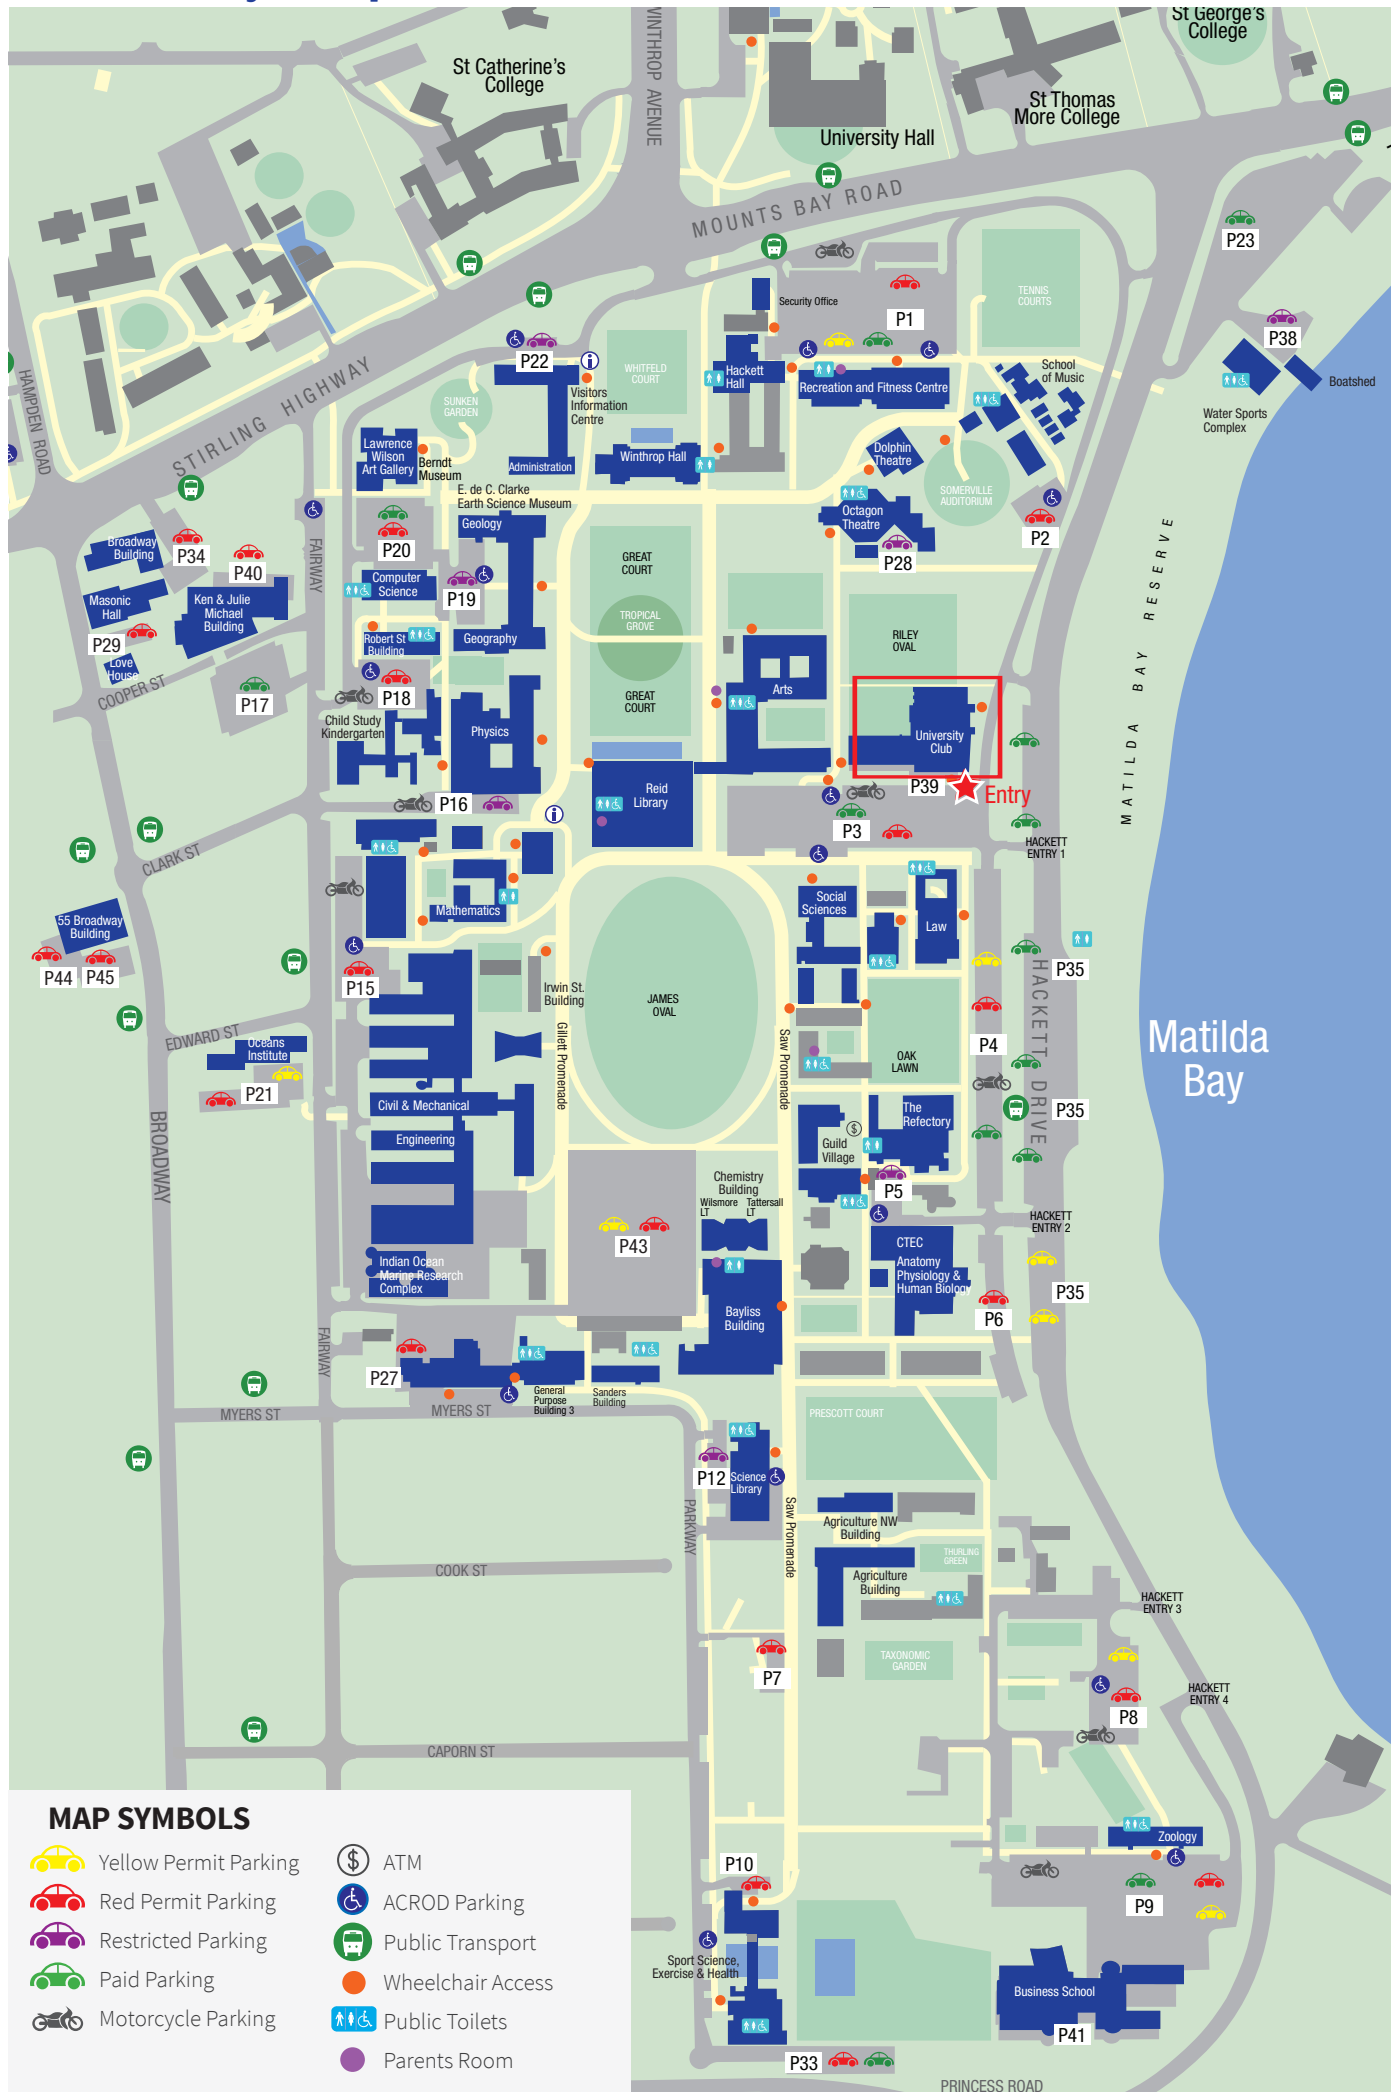 St George's
College
WINTHROP AVENUE
St Catherine's
College
St Thomas
More College
University Hall
MOUNTS BAY ROAD
P23
TENNIS
COURTS
Security Office
P1
P38
P22
WHITFELD
COURT
Hackett
Hall
School
of Music
Recreation and Fitness Centre
Boatshed
HAMPDEN ROAD
STIRLING HIGHWAY
SUNKEN
GARDEN
Visitors
Information
Centre
Water Sports
Complex
Lawrence
Wilson
Art Gallery
Berndt
Museum
Administration
Winthrop Hall
Dolphin
Theatre
SOMERVILLE
AUDITORIUM
E. de C. Clarke
Earth Science Museum
Geology
Octagon
Theatre
P2
Broadway
Building
P34
P40
FAIRWAY
P20
GREAT
COURT
P28
MATILDA BAY RESERVE
Computer
Science
P19
Masonic
Hall
Ken & Julie
Michael
Building
TROPICAL
GROVE
P29
Robert St
Building
Geography
RILEY
OVAL
Love
House
COOPER ST
P17
P18
GREAT
COURT
Arts
Child Study
Kindergarten
Physics
University
Club
P16
Reid
Library
P39
Entry
P3
HACKETT
ENTRY 1
CLARK ST
Mathematics
Social
Sciences
Law
55 Broadway
Building
P44
P45
P15
Irwin St.
Building
JAMES
OVAL
P35
HACKETT DRIVE
EDWARD ST
Oceans
Institute
Gillett Promenade
Saw Promenade
P4
OAK
LAWN
Matilda
Bay
P21
Civil & Mechanical
The
Refectory
P35
BROADWAY
Engineering
Guild
Village
Chemistry
Building
Wilsmore
LT
Tattersall
LT
P5
HACKETT
ENTRY 2
P43
CTEC
Anatomy
Physiology &
Human Biology
Indian Ocean
Marine Research
Complex
P35
Bayliss
Building
P6
FAIRWAY
P27
General
Purpose
Building 3
Sanders
Building
MYERS ST
MYERS ST
PRESCOTT COURT
P12
Science
Library
PARKWAY
Saw Promenade
Agriculture NW
Building
THURLING
GREEN
COOK ST
Agriculture
Building
HACKETT
ENTRY 3
TAXONOMIC
GARDEN
P7
HACKETT
ENTRY 4
P8
CAPORN ST
Zoology
P10
P9
Sport Science,
Exercise & Health
Business School
P41
P33
PRINCESS ROAD
MAP SYMBOLS
Yellow Permit Parking
Red Permit Parking
Restricted Parking
Paid Parking
Motorcycle Parking
$ ATM
ACROD Parking
Public Transport
Wheelchair Access
Public Toilets
Parents Room